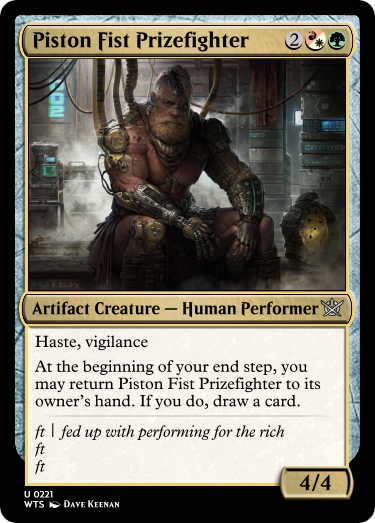 Piston Fist Prizefighter 2
Artifact Creature — Human Performer
Haste, vigilance
At the beginning of your end step, you
may return Piston Fist Prizefighter to its
owner's hand. If you do, draw a card.
ft | fed up with performing for the rich
ft
ft
4/4
U 0221
WTS Dave Keenan